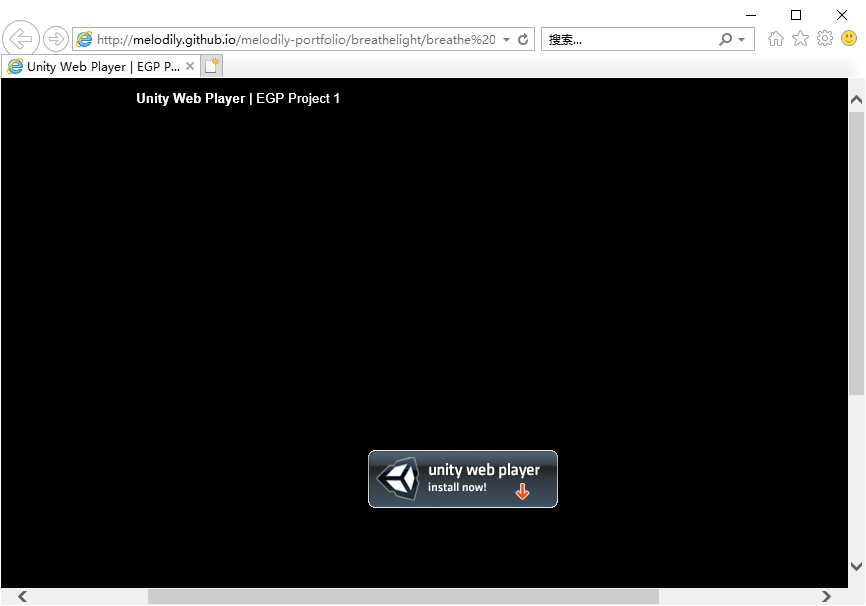 http://melodily.github.io/melodily-portfolio/breathelight/breathe%20
搜索...
Unity Web Player | EGP P...
Unity Web Player | EGP Project 1
unity web player
install now!